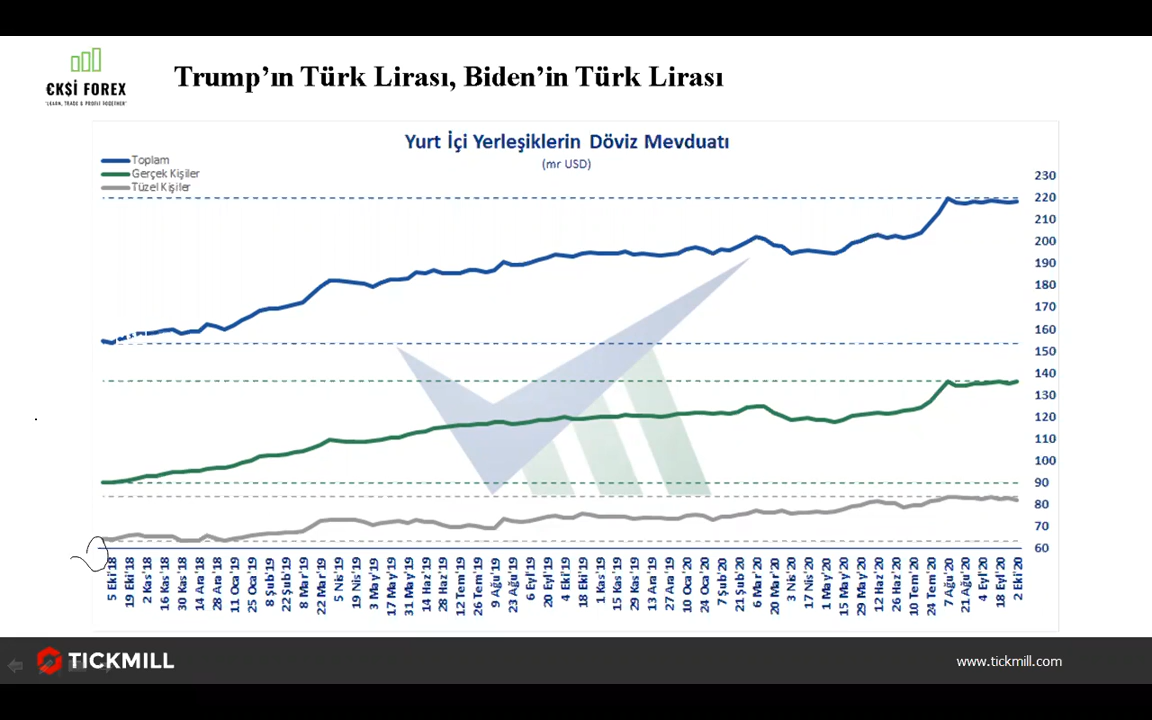 ЄKŞİ FOREX
"LEARN, TRADE & PROFIT TOGETHER"
Trump’ın Türk Lirası, Biden’in Türk Lirası
Yurt İçi Yerleşiklerin Döviz Mevduatı
(mr USD)
Toplam
Gerçek Kişiler
Tüzel Kişiler
230
220
210
200
190
180
170
160
150
140
130
120
110
100
90
80
70
60
5 Eki'18
19 Eki'18
2 Kas'18
16 Kas'18
30 Kas'18
14 Ara'18
28 Ara'18
11 Oca'19
25 Oca'19
8 Şub'19
22 Şub'19
8 Mar'19
22 Mar'19
5 Nis'19
19 Nis'19
3 May'19
17 May'19
31 May'19
14 Haz'19
28 Haz'19
12 Tem'19
26 Tem'19
9 Ağu'19
23 Ağu'19
6 Eyl'19
20 Eyl'19
4 Eki'19
18 Eki'19
1 Kas'19
15 Kas'19
29 Kas'19
13 Ara'19
27 Ara'19
10 Oca'20
24 Oca'20
7 Şub'20
21 Şub'20
6 Mar'20
20 Mar'20
3 Nis'20
17 Nis'20
1 May'20
15 May'20
29 May'20
12 Haz'20
26 Haz'20
10 Tem'20
24 Tem'20
7 Ağu'20
21 Ağu'20
4 Eyl'20
18 Eyl'20
2 Eki'20
TICKMILL
www.tickmill.com